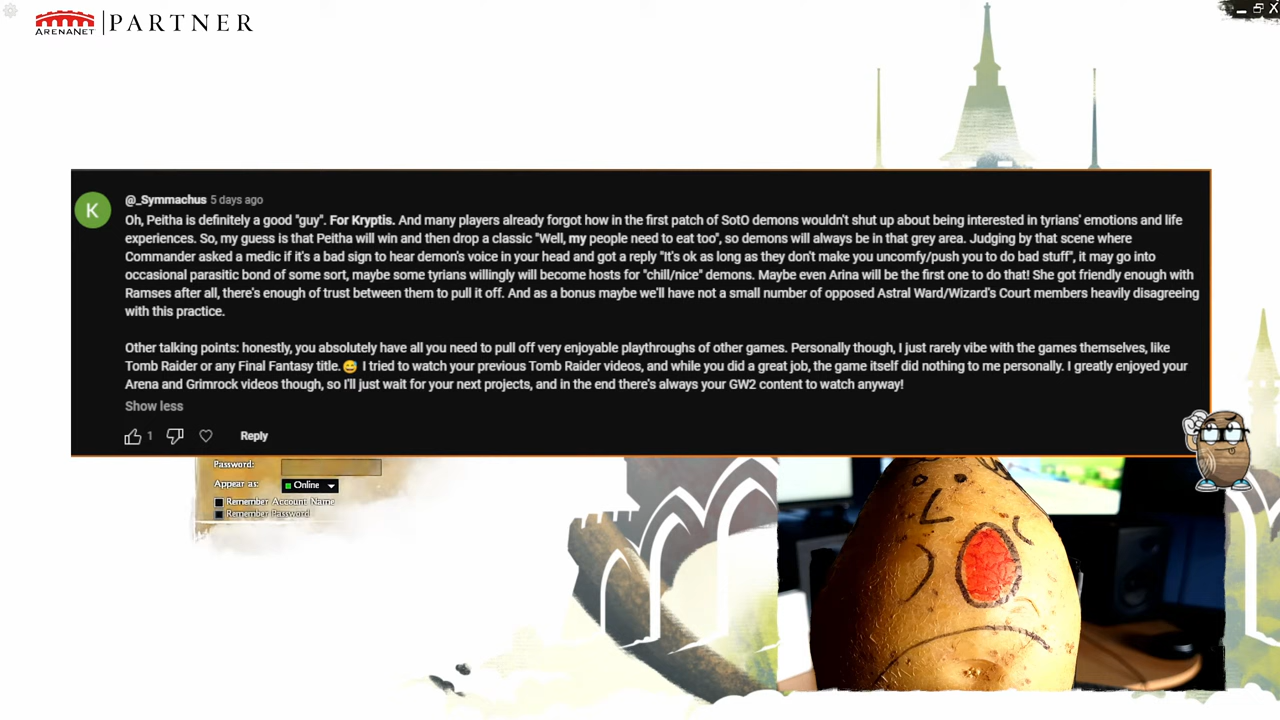 ARENANET | PARTNER
K
@_Symmachus 5 days ago
Oh, Peitha is definitely a good "guy". For Kryptis. And many players already forgot how in the first patch of SotO demons wouldn't shut up about being interested in tyrians' emotions and life
experiences. So, my guess is that Peitha will win and then drop a classic "Well, my people need to eat too", so demons will always be in that grey area. Judging by that scene where
Commander asked a medic if it's a bad sign to hear demon's voice in your head and got a reply "It's ok as long as they don't make you uncomfy/push you to do bad stuff", it may go into
occasional parasitic bond of some sort, maybe some tyrians willingly will become hosts for "chill/nice" demons. Maybe even Arina will be the first one to do that! She got friendly enough with
Ramses after all, there's enough of trust between them to pull it off. And as a bonus maybe we'll have not a small number of opposed Astral Ward/Wizard's Court members heavily disagreeing
with this practice.
Other talking points: honestly, you absolutely have all you need to pull off very enjoyable playthroughs of other games. Personally though, I just rarely vibe with the games themselves, like
Tomb Raider or any Final Fantasy title.😅 I tried to watch your previous Tomb Raider videos, and while you did a great job, the game itself did nothing to me personally. I greatly enjoyed your
Arena and Grimrock videos though, so I'll just wait for your next projects, and in the end there's always your GW2 content to watch anyway!
Show less
1 Reply
Password:
Appear as: Online
Remember Account Name
Remember Password